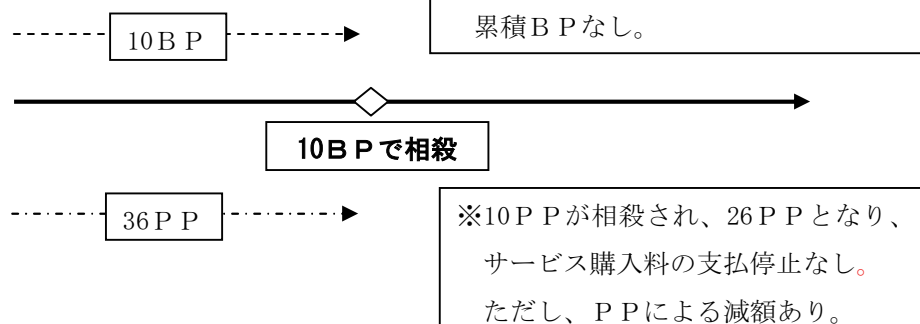 累積ＢＰなし。
10ＢＰ
10ＢＰで相殺
36ＰＰ
※10ＰＰが相殺され、26ＰＰとなり、
サービス購入料の支払停止なし。
ただし、ＰＰによる減額あり。